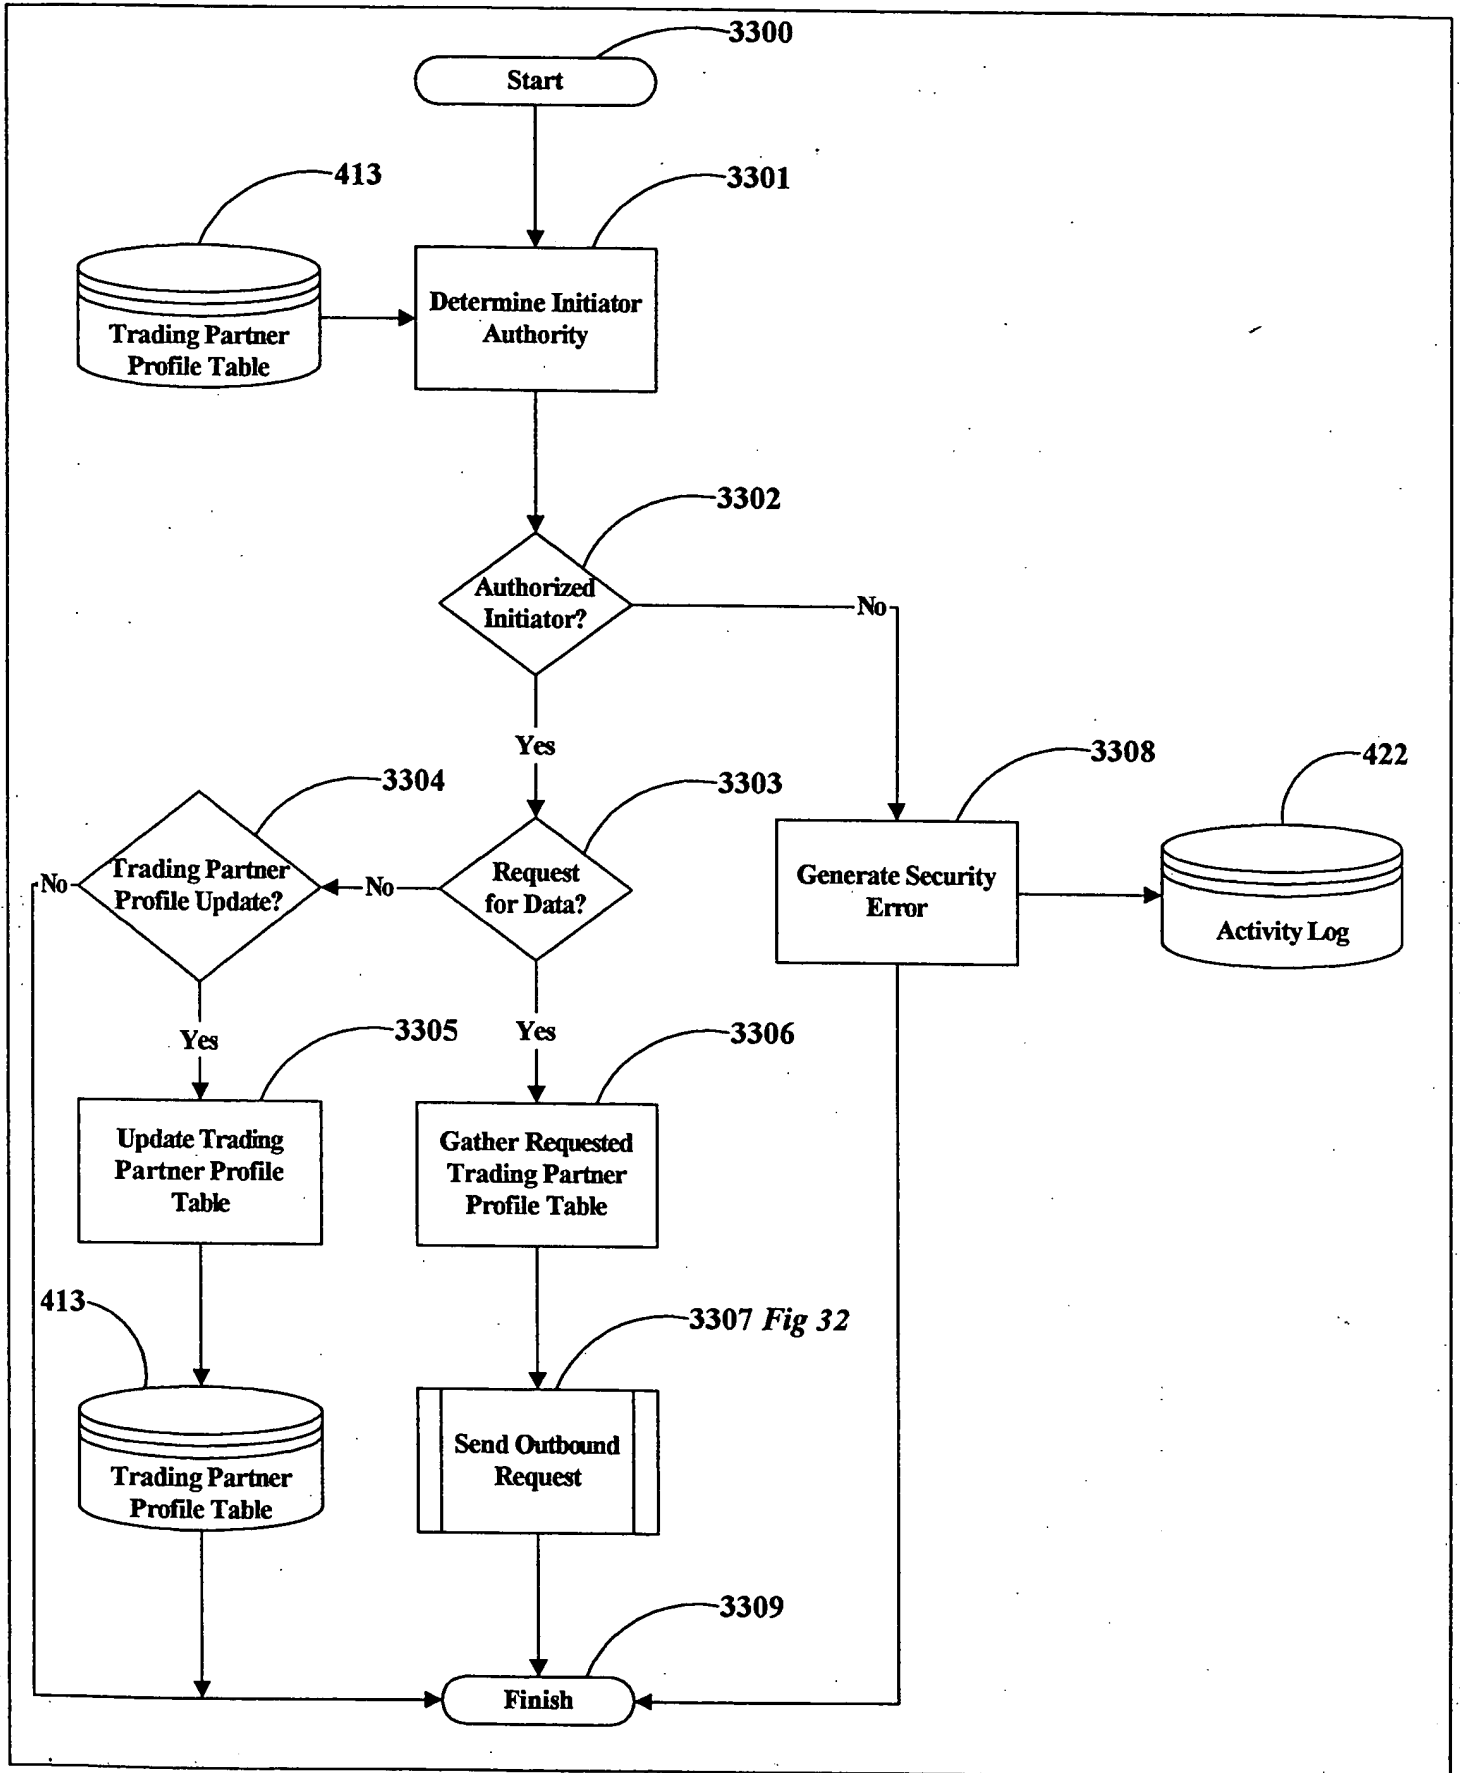 3300
Start
413
3301
Trading Partner
Profile Table
Determine Initiator
Authority
3302
Authorized
Initiator?
No
Yes
3304
3303
3308
422
No
Trading Partner
Profile Update?
No
Request
for Data?
Generate Security
Error
Activity Log
Yes
3305
Yes
3306
Update Trading
Partner Profile
Table
Gather Requested
Trading Partner
Profile Table
413
3307 Fig 32
Trading Partner
Profile Table
Send Outbound
Request
3309
Finish